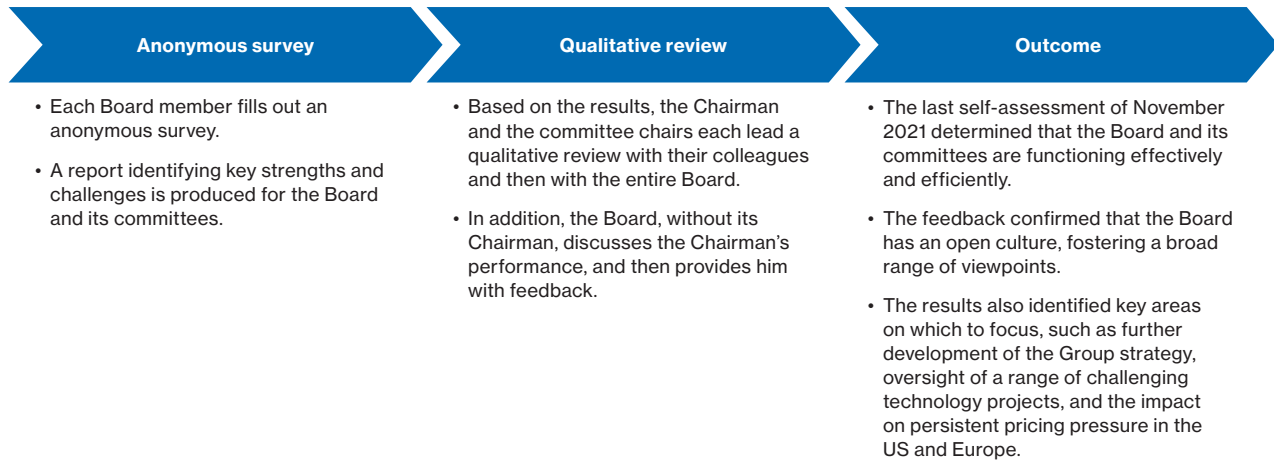 Anonymous survey
• Each Board member fills out an
anonymous survey.
• A report identifying key strengths and
challenges is produced for the Board
and its committees.
Qualitative review
• Based on the results, the Chairman
and the committee chairs each lead a
qualitative review with their colleagues
and then with the entire Board.
• In addition, the Board, without its
Chairman, discusses the Chairman’s
performance, and then provides him
with feedback.
Outcome
• The last self-assessment of November
2021 determined that the Board and its
committees are functioning effectively
and efficiently.
• The feedback confirmed that the Board
has an open culture, fostering a broad
range of viewpoints.
• The results also identified key areas
on which to focus, such as further
development of the Group strategy,
oversight of a range of challenging
technology projects, and the impact
on persistent pricing pressure in the
US and Europe.